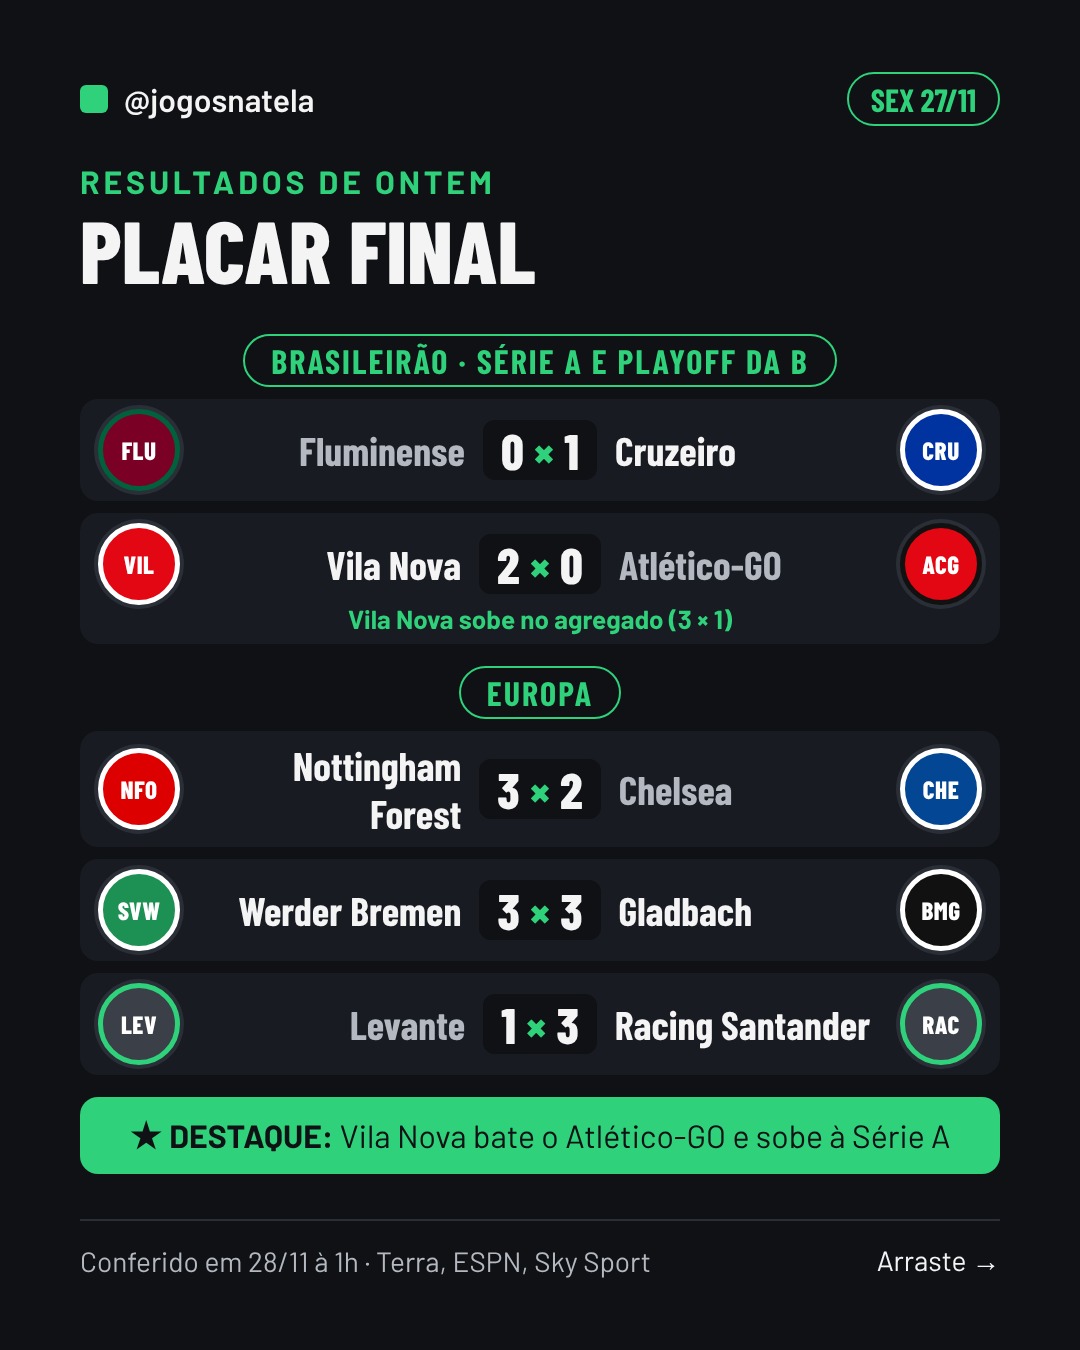 @jogosnatela
SEX 27/11
RESULTADOS DE ONTEM
PLACAR FINAL
BRASILEIRÃO · SÉRIE A E PLAYOFF DA B
FLU Fluminense 0 × 1 Cruzeiro CRU
VIL Vila Nova 2 × 0 Atlético-GO ACG
Vila Nova sobe no agregado (3 × 1)
EUROPA
NFO Nottingham Forest 3 × 2 Chelsea CHE
SVW Werder Bremen 3 × 3 Gladbach BMG
LEV Levante 1 × 3 Racing Santander RAC
★ DESTAQUE: Vila Nova bate o Atlético-GO e sobe à Série A
Conferido em 28/11 à 1h · Terra, ESPN, Sky Sport
Arraste →